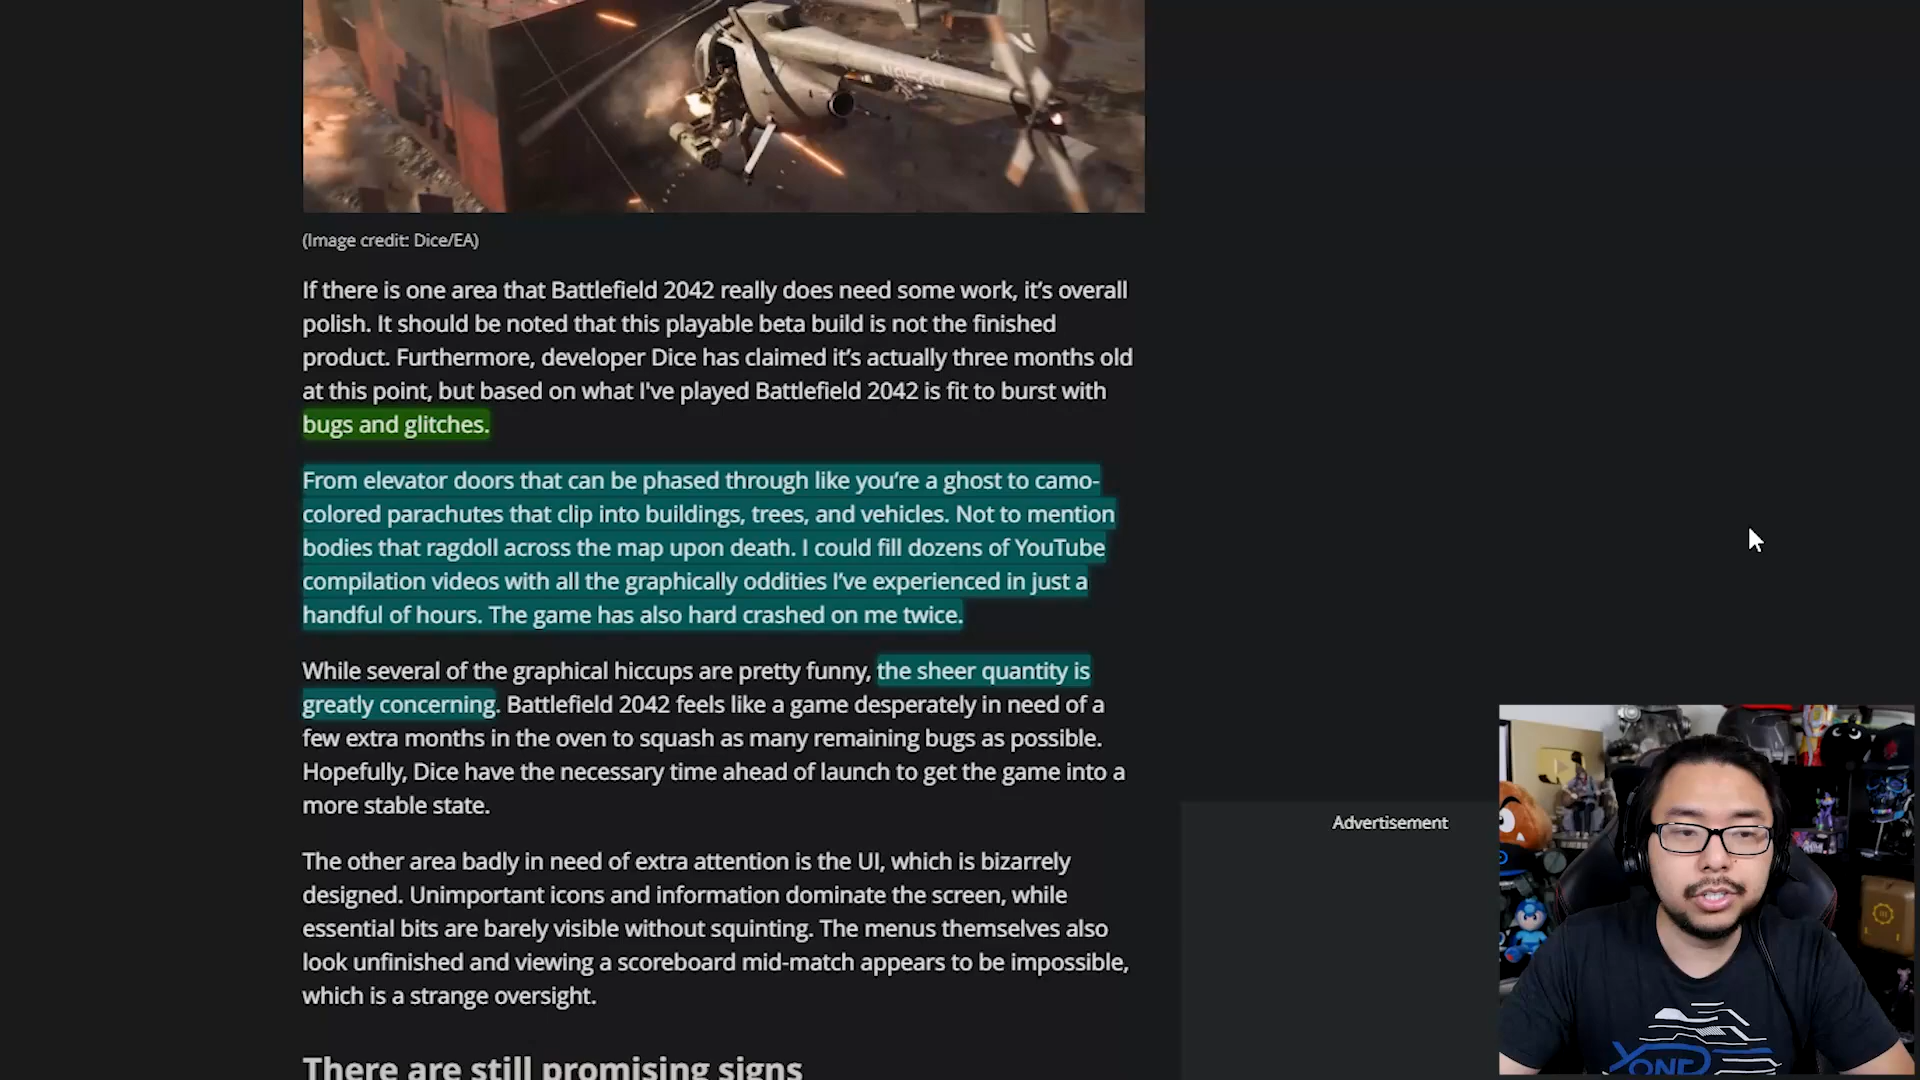 (Image credit: Dice/EA)
If there is one area that Battlefield 2042 really does need some work, it’s overall
polish. It should be noted that this playable beta build is not the finished
product. Furthermore, developer Dice has claimed it’s actually three months old
at this point, but based on what I've played Battlefield 2042 is fit to burst with
bugs and glitches.
From elevator doors that can be phased through like you’re a ghost to camo-
colored parachutes that clip into buildings, trees, and vehicles. Not to mention
bodies that ragdoll across the map upon death. I could fill dozens of YouTube
compilation videos with all the graphically oddities I’ve experienced in just a
handful of hours. The game has also hard crashed on me twice.
While several of the graphical hiccups are pretty funny, the sheer quantity is
greatly concerning. Battlefield 2042 feels like a game desperately in need of a
few extra months in the oven to squash as many remaining bugs as possible.
Hopefully, Dice have the necessary time ahead of launch to get the game into a
more stable state.
Advertisement
The other area badly in need of extra attention is the UI, which is bizarrely
designed. Unimportant icons and information dominate the screen, while
essential bits are barely visible without squinting. The menus themselves also
look unfinished and viewing a scoreboard mid-match appears to be impossible,
which is a strange oversight.
There are still promising signs